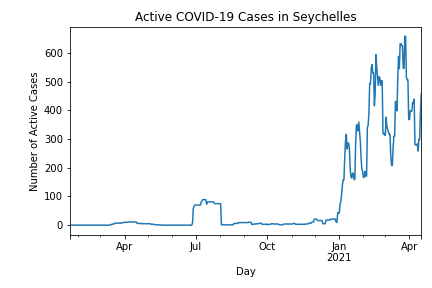 Active COVID-19 Cases in Seychelles
Number of Active Cases
600
500
400
300
200
100
0
Apr
Jul
Oct
Jan
2021
Apr
Day